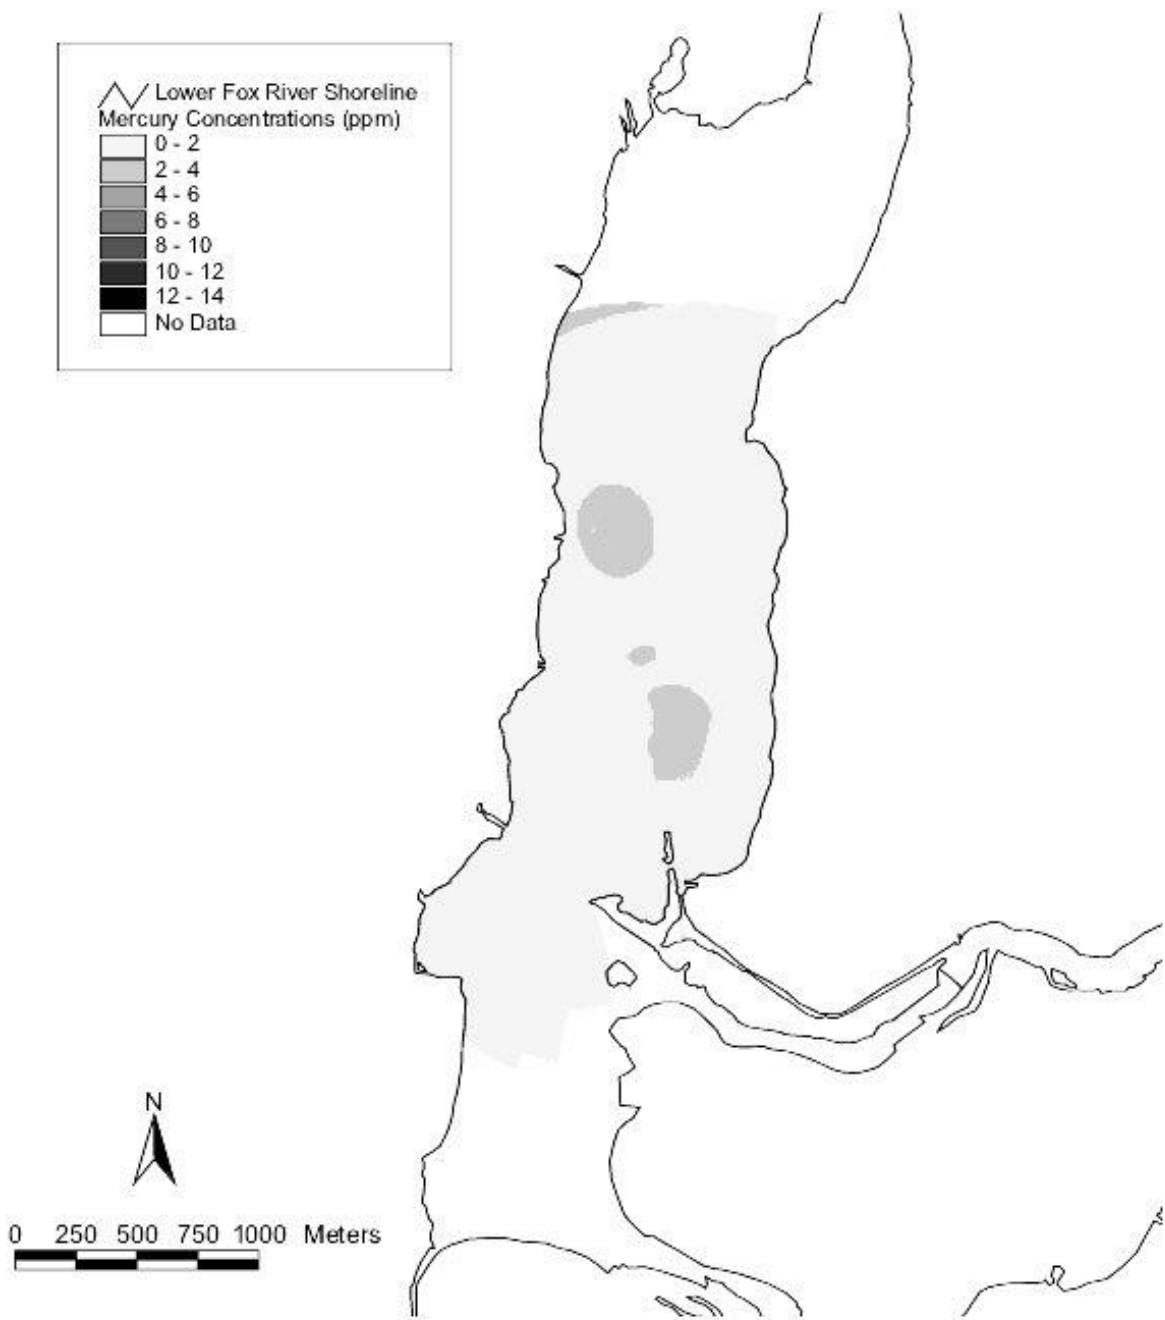 Lower Fox River Shoreline
Mercury Concentrations (ppm)
0 - 2
2 - 4
4 - 6
6 - 8
8 - 10
10 - 12
12 - 14
No Data
N
0 250 500 750 1000 Meters